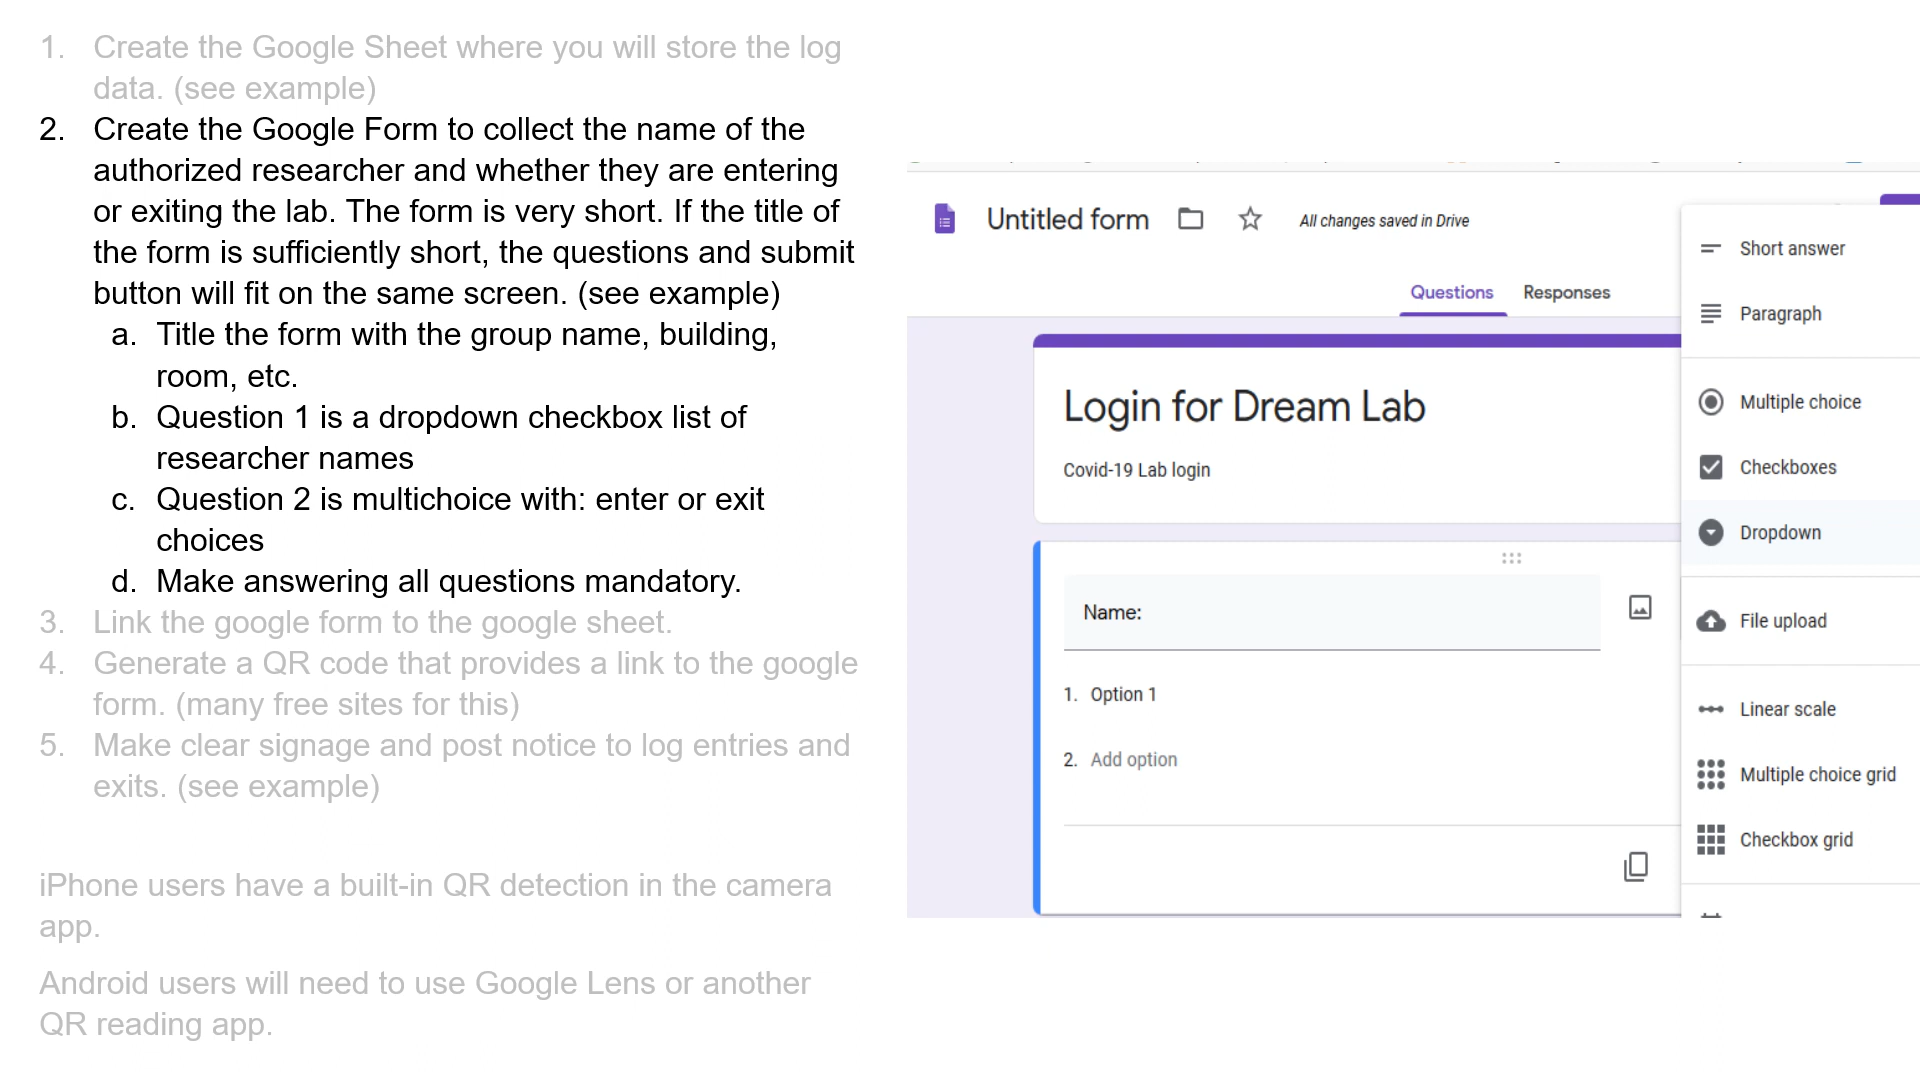 1. Create the Google Sheet where you will store the log
data. (see example)
2. Create the Google Form to collect the name of the
authorized researcher and whether they are entering
or exiting the lab. The form is very short. If the title of
the form is sufficiently short, the questions and submit
button will fit on the same screen. (see example)
a. Title the form with the group name, building,
room, etc.
b. Question 1 is a dropdown checkbox list of
researcher names
c. Question 2 is multichoice with: enter or exit
choices
d. Make answering all questions mandatory.
3. Link the google form to the google sheet.
4. Generate a QR code that provides a link to the google
form. (many free sites for this)
5. Make clear signage and post notice to log entries and
exits. (see example)
iPhone users have a built-in QR detection in the camera
app.
Android users will need to use Google Lens or another
QR reading app.
Untitled form
All changes saved in Drive
Questions Responses
Login for Dream Lab
Covid-19 Lab login
Name:
1. Option 1
2. Add option
Short answer
Paragraph
Multiple choice
Checkboxes
Dropdown
File upload
Linear scale
Multiple choice grid
Checkbox grid